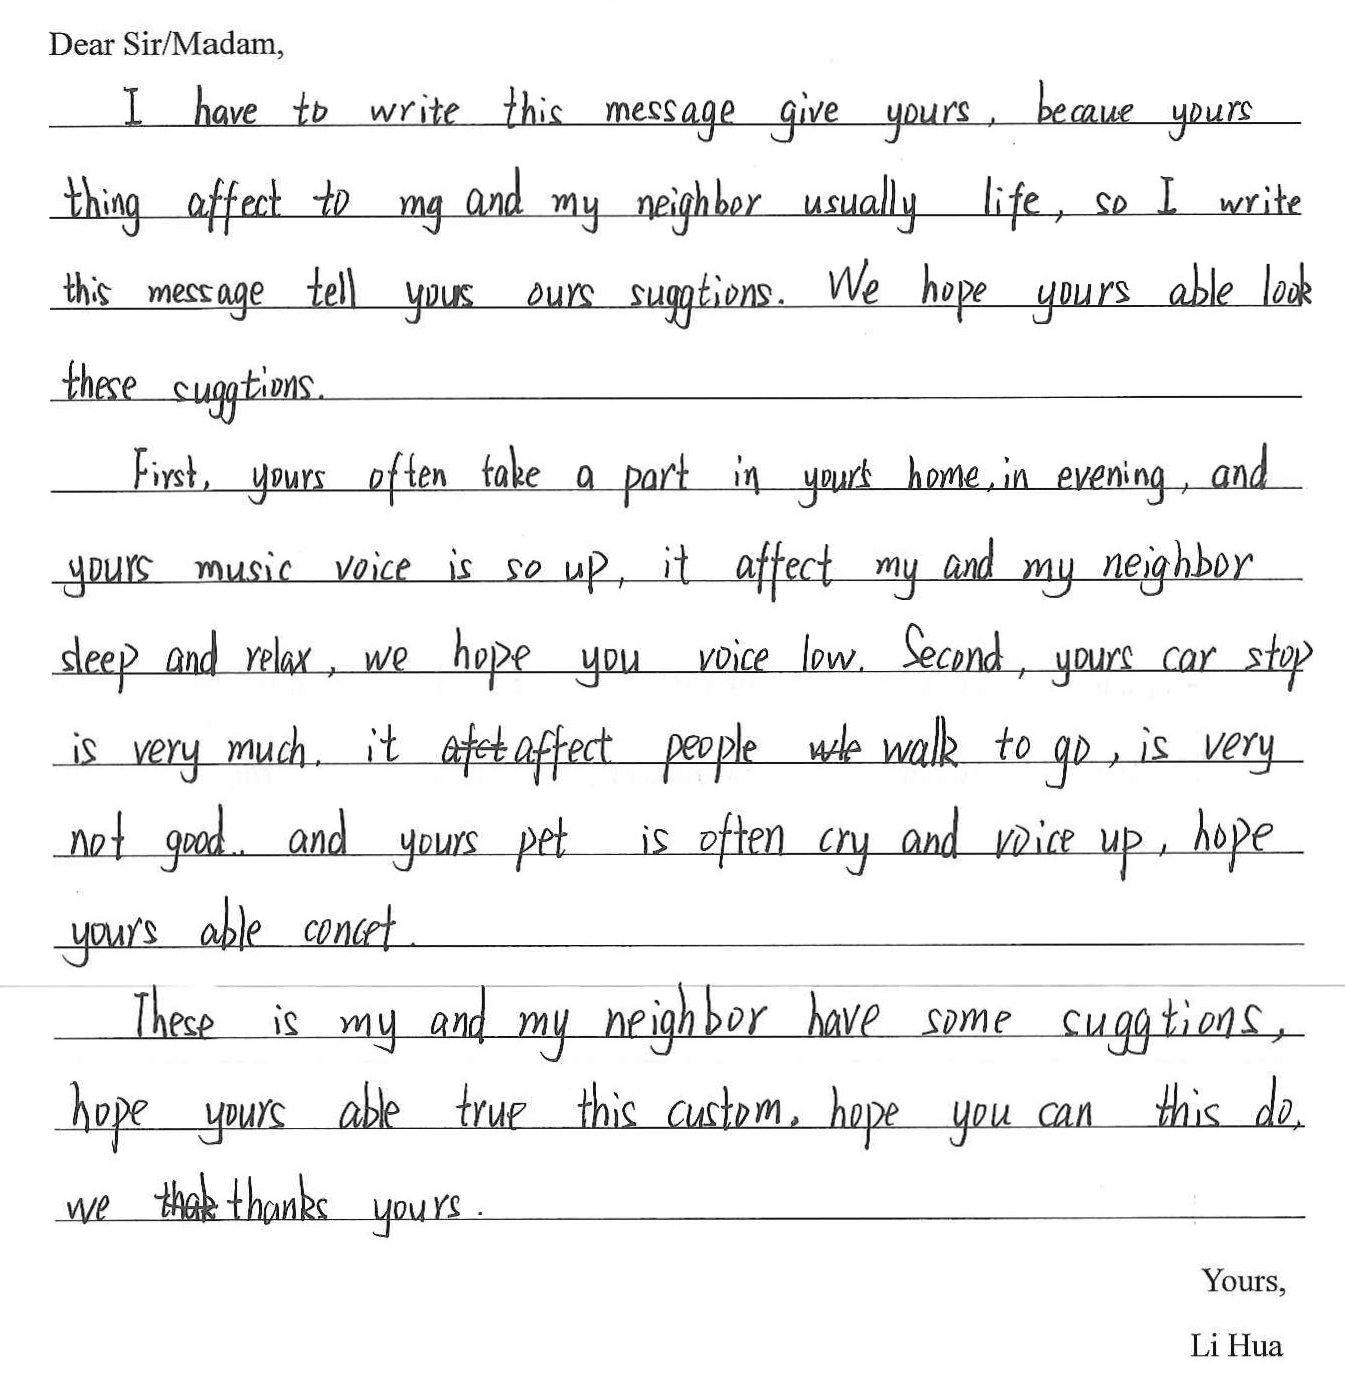 Dear Sir/Madam,
I have to write this message give yours, becaue yours
thing affect to mg and my neighbor usually life, so I write
this message tell yous ours suggtions. We hope yours able look
these suggtions.
First, yours often take a part in yours home, in evening, and
yours music voice is so up, it affect my and my neighbor
sleep and relax, we hope you voice low. Second, yours car stop
is very much, it affect people walk to go, is very
not good.. and yours pet is often cry and voice up, hope
yours able concet.
These is my and my neighbor have some suggtions,
hope yours able true this custom, hope you can this do,
we thanks yours.
Yours,
Li Hua